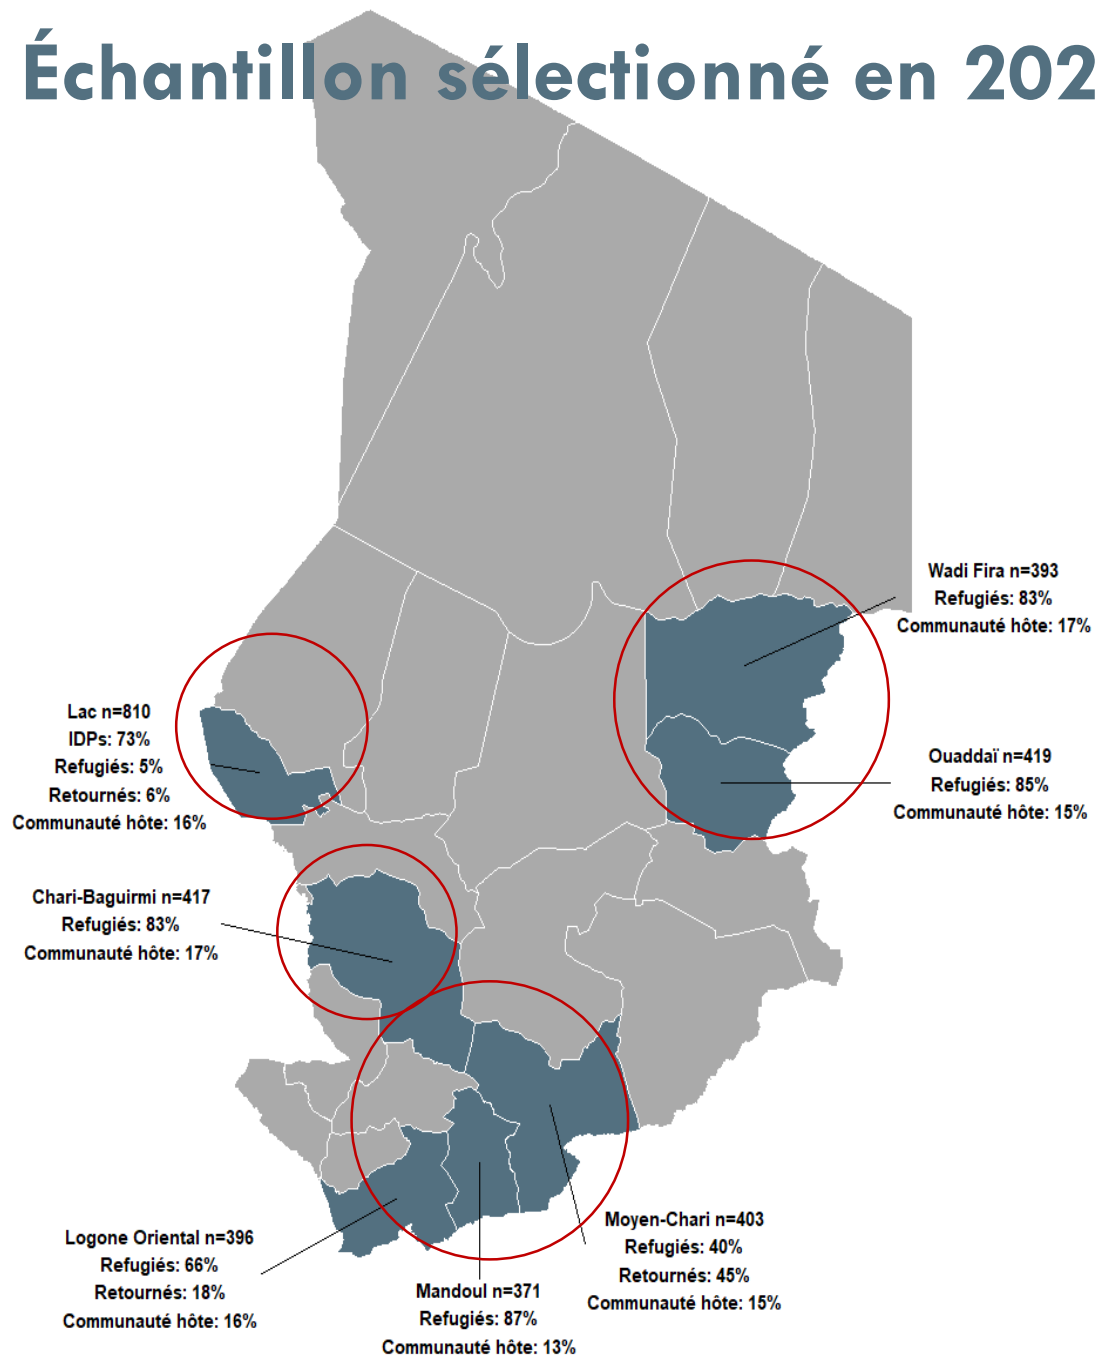 Échantillon sélectionné en 202
Wadi Fira n=393
Refugiés: 83%
Communauté hôte: 17%
Lac n=810
IDPs: 73%
Refugiés: 5%
Retournés: 6%
Communauté hôte: 16%
Ouaddaï n=419
Refugiés: 85%
Communauté hôte: 15%
Chari-Baguirmi n=417
Refugiés: 83%
Communauté hôte: 17%
Logone Oriental n=396
Refugiés: 66%
Retournés: 18%
Communauté hôte: 16%
Mandoul n=371
Refugiés: 87%
Communauté hôte: 13%
Moyen-Chari n=403
Refugiés: 40%
Retournés: 45%
Communauté hôte: 15%